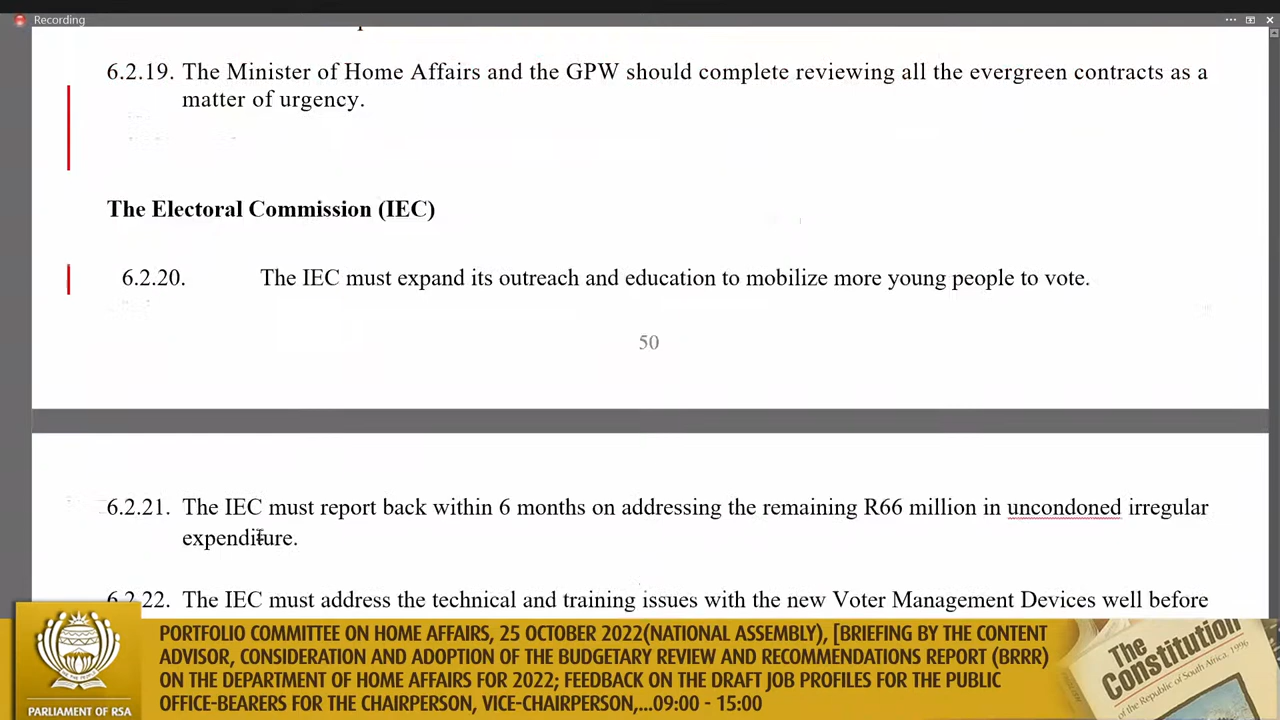 Recording
6.2.19. The Minister of Home Affairs and the GPW should complete reviewing all the evergreen contracts as a
matter of urgency.
The Electoral Commission (IEC)
6.2.20. The IEC must expand its outreach and education to mobilize more young people to vote.
50
6.2.21. The IEC must report back within 6 months on addressing the remaining R66 million in uncondoned irregular
expenditure.
6.2.22. The IEC must address the technical and training issues with the new Voter Management Devices well before
PORTFOLIO COMMITTEE ON HOME AFFAIRS, 25 OCTOBER 2022(NATIONAL ASSEMBLY), [BRIEFING BY THE CONTENT
ADVISOR, CONSIDERATION AND ADOPTION OF THE BUDGETARY REVIEW AND RECOMMENDATIONS REPORT (BRRR)
ON THE DEPARTMENT OF HOME AFFAIRS FOR 2022; FEEDBACK ON THE DRAFT JOB PROFILES FOR THE PUBLIC
OFFICE-BEARERS FOR THE CHAIRPERSON, VICE-CHAIRPERSON,...09:00 - 15:00
PARLIAMENT OF RSA
The
Constitution
of the Republic of South Africa, 1996